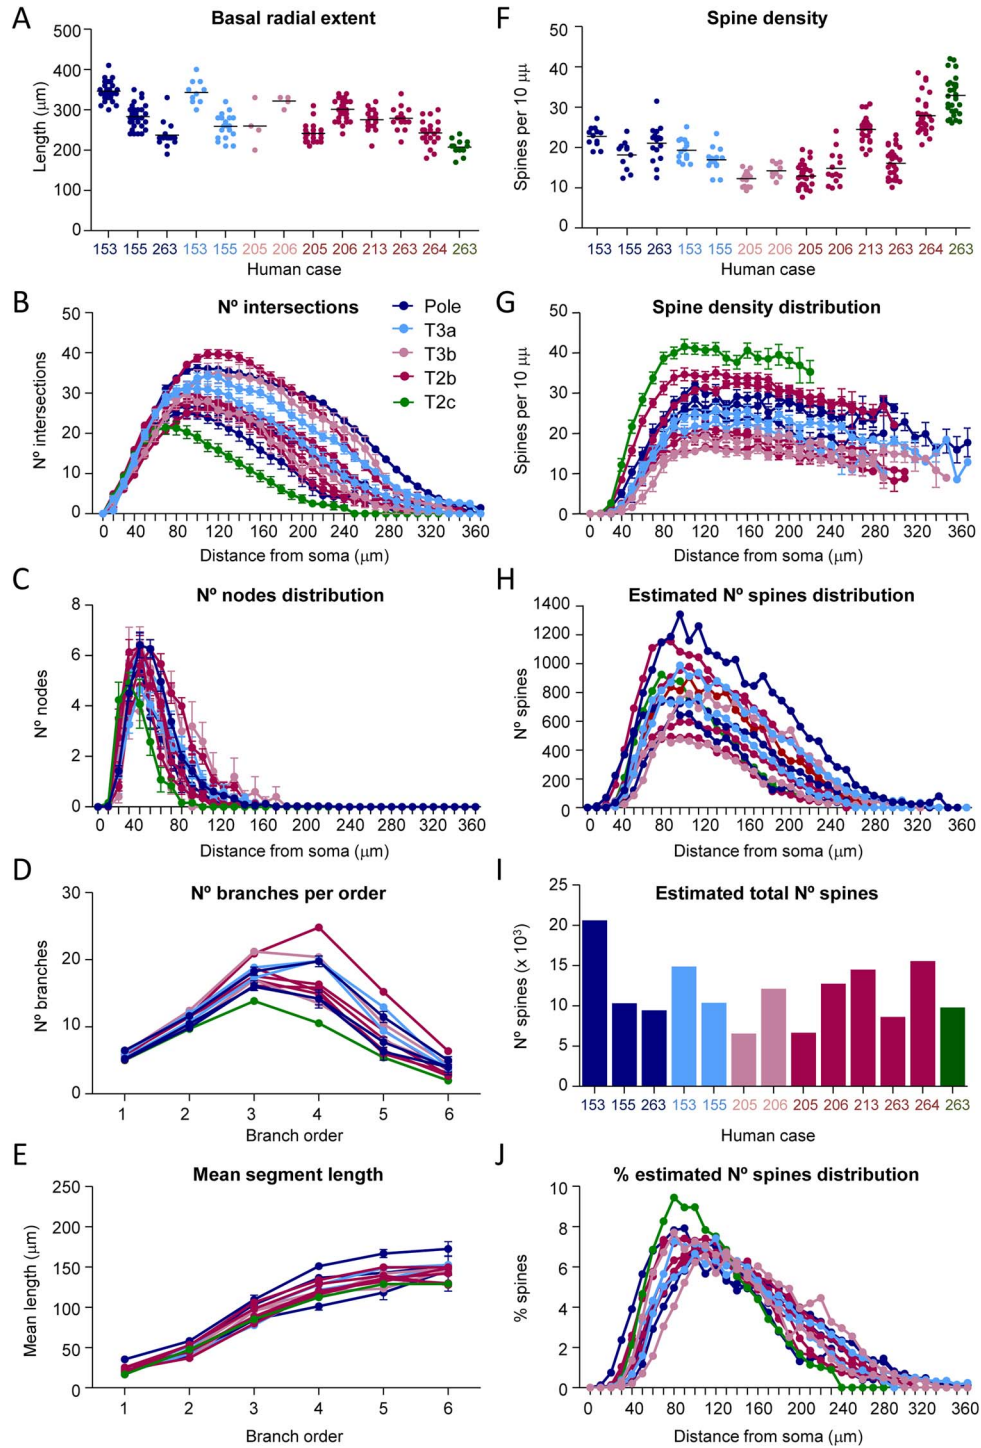 A
Basal radial extent
500
400
300
200
100
0
Length (μm)
153 155 263 153 155 205 206 205 206 213 263 264 263
Human case
B
Nº intersections
50
40
30
20
10
0
Nº intersections
Pole
T3a
T3b
T2b
T2c
0 40 80 120 160 200 240 280 320 360
Distance from soma (μm)
C
Nº nodes distribution
8
6
4
2
0
Nº nodes
0 40 80 120 160 200 240 280 320 360
Distance from soma (μm)
D
Nº branches per order
30
20
10
0
Nº branches
1 2 3 4 5 6
Branch order
E
Mean segment length
250
200
150
100
50
0
Mean length (μm)
1 2 3 4 5 6
Branch order
F
Spine density
50
40
30
20
10
0
Spines per 10 μμ
153 155 263 153 155 205 206 205 206 213 263 264 263
Human case
G
Spine density distribution
50
40
30
20
10
0
Spines per 10 μμ
0 40 80 120 160 200 240 280 320 360
Distance from soma (μm)
H
Estimated Nº spines distribution
1400
1200
1000
800
600
400
200
0
Nº spines
0 40 80 120 160 200 240 280 320 360
Distance from soma (μm)
I
Estimated total Nº spines
25
20
15
10
5
0
Nº spines (x 10³)
153 155 263 153 155 205 206 205 206 213 263 264 263
Human case
J
% estimated Nº spines distribution
10
8
6
4
2
0
% spines
0 40 80 120 160 200 240 280 320 360
Distance from soma (μm)